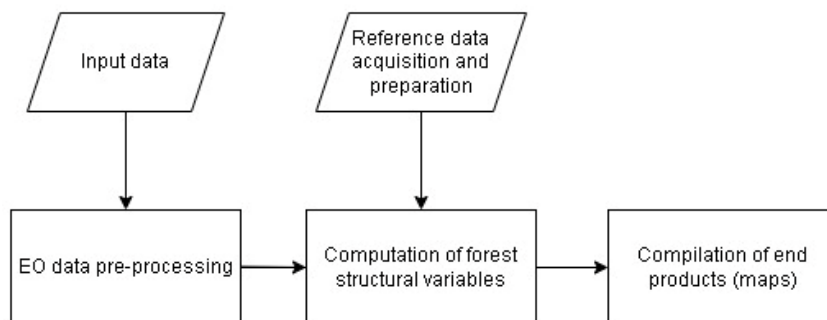 Input data
Reference data
acquisition and
preparation
EO data pre-processing
Computation of forest
structural variables
Compilation of end
products (maps)